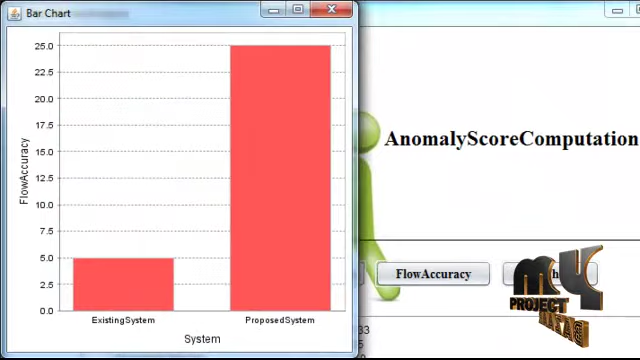 Bar Chart
25.0
22.5
20.0
17.5
15.0
12.5
10.0
7.5
5.0
2.5
0.0
FlowAccuracy
ExistingSystem
ProposedSystem
System
AnomalyScoreComputation
FlowAccuracy
MY
PROJECT